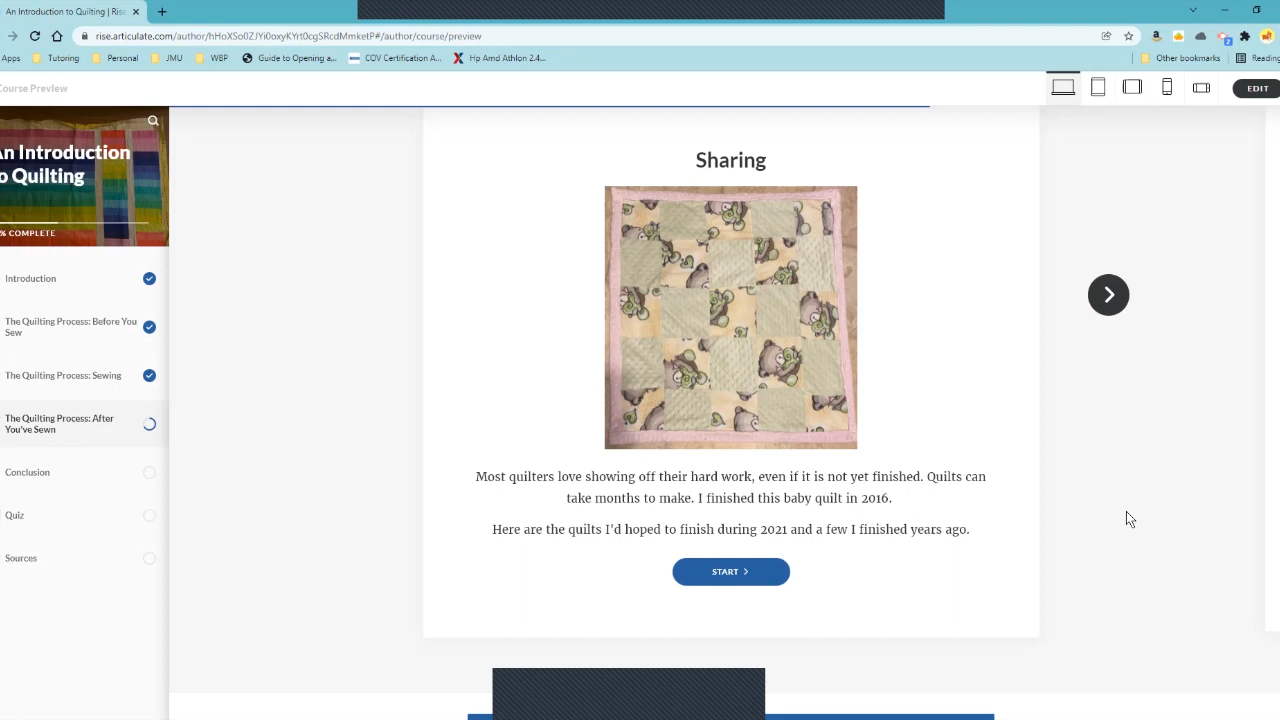 An Introduction to Quilting | Rise
rise.articulate.com/author/hHoXSo0ZJYi0oxyKYrt0cgSRcdMmketP#/author/course/preview
Apps
Tutoring
Personal
JMU
WBP
Guide to Opening a...
COV Certification A...
Hp Amd Athlon 2.4...
Other bookmarks
Reading
Course Preview
EDIT
An Introduction
to Quilting
% COMPLETE
Introduction
The Quilting Process: Before You
Sew
The Quilting Process: Sewing
The Quilting Process: After
You've Sewn
Conclusion
Quiz
Sources
Sharing
Most quilters love showing off their hard work, even if it is not yet finished. Quilts can
take months to make. I finished this baby quilt in 2016.
Here are the quilts I'd hoped to finish during 2021 and a few I finished years ago.
START